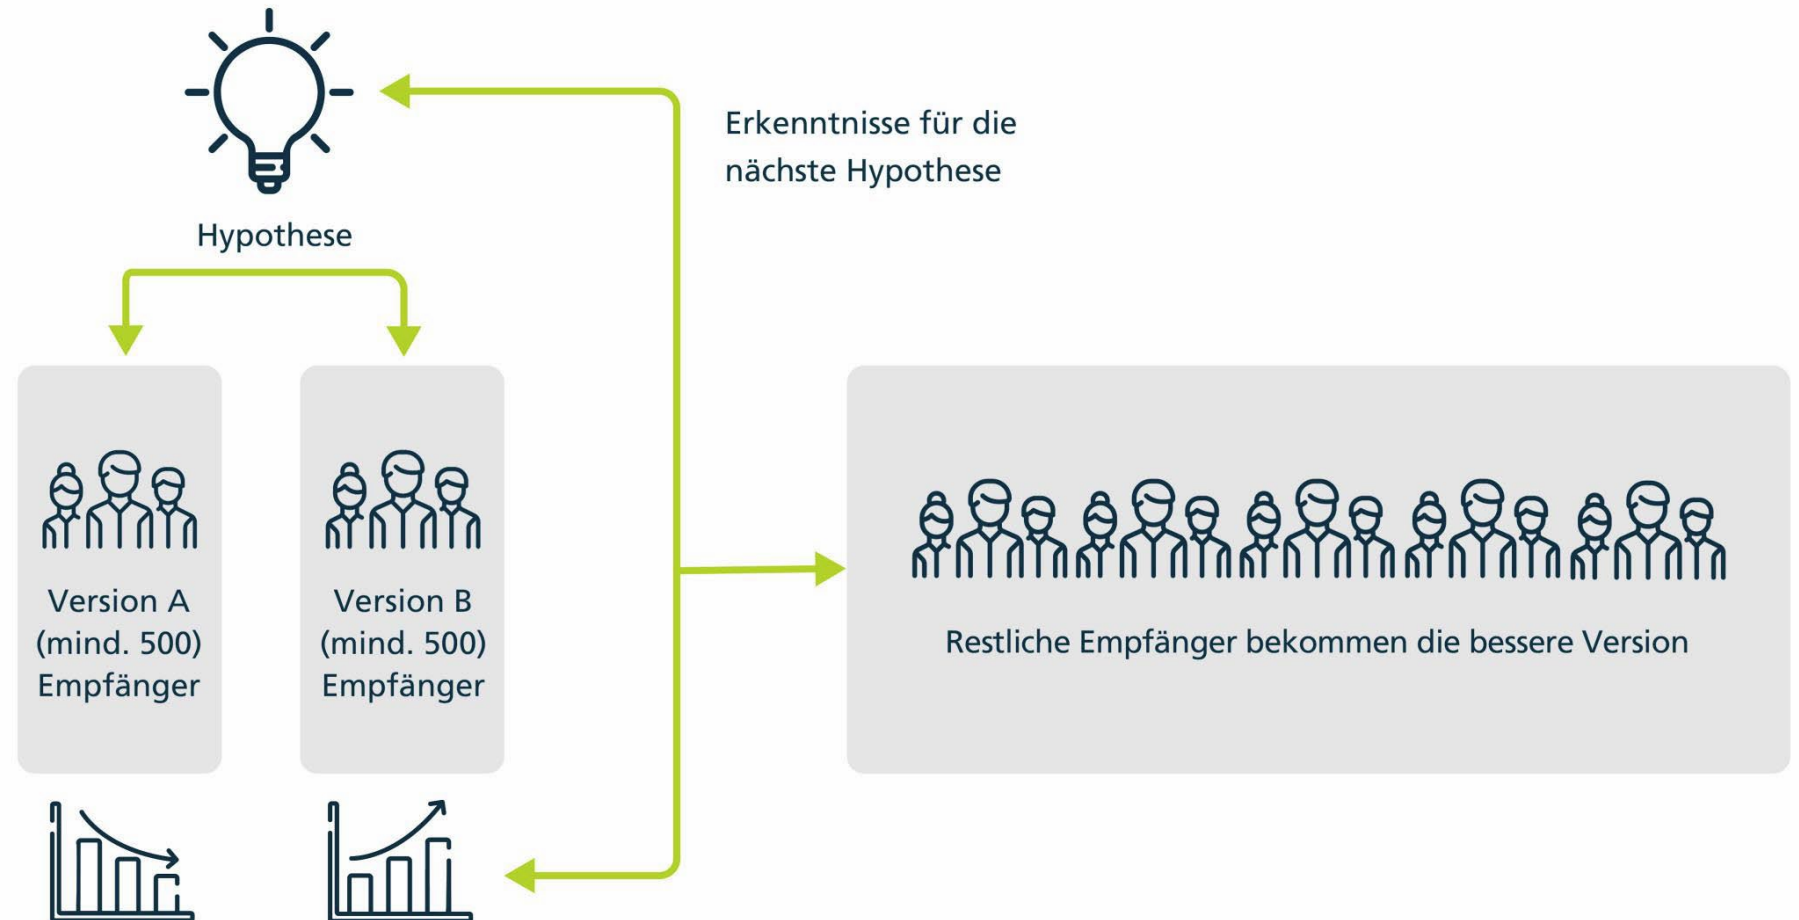 Erkenntnisse für die
nächste Hypothese
Hypothese
Version A
(mind. 500)
Empfänger
Version B
(mind. 500)
Empfänger
Restliche Empfänger bekommen die bessere Version